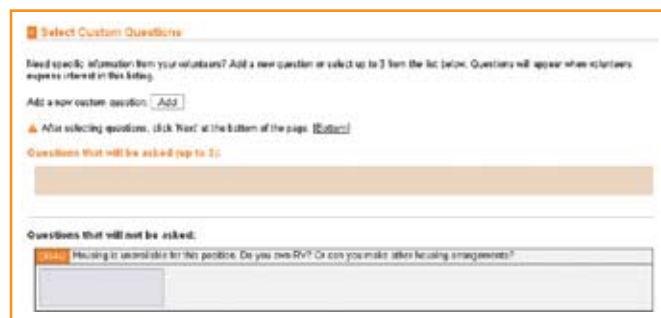 Select Custom Questions
Need specific information from your volunteers? Add a new question or select up to 3 from the list below. Questions will appear when volunteers
express interest in this listing.
Add a new custom question: Add
After selecting questions, click 'Next' at the bottom of the page. [Bottom]
Questions that will be asked (up to 3):
Questions that will not be asked:
Housing is unavailable for this position. Do you own RV? Or can you make other housing arrangements?